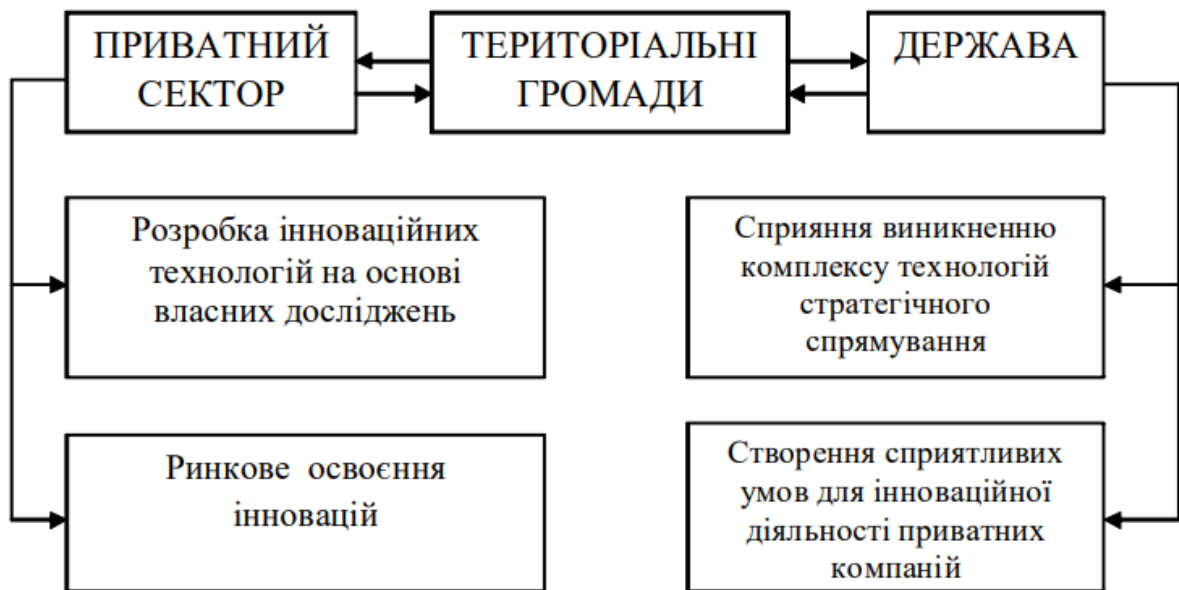 ПРИВАТНИЙ
СЕКТОР
ТЕРИТОРІАЛЬНІ
ГРОМАДИ
ДЕРЖАВА
Розробка інноваційних
технологій на основі
власних досліджень
Сприяння виникненню
комплексу технологій
стратегічного
спрямування
Ринкове освоєння
інновацій
Створення сприятливих
умов для інноваційної
діяльності приватних
компаній